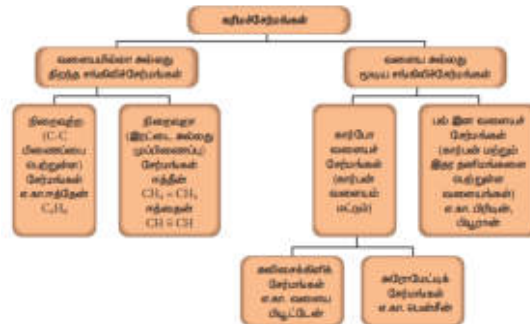 கரிமச்சேர்மங்கள்
வளையமில்லா அல்லது
திறந்த சங்கிலிச்சேர்மங்கள்
வளைய அல்லது
மூடிய சங்கிலிச்சேர்மங்கள்
நிறைவுற்ற
(C-C
பிணைப்பை
பெற்றுள்ள)
சேர்மங்கள்
எ.கா.ஈத்தேன்
C₂H₆
நிறைவுறா
(இரட்டை அல்லது
முப்பிணைப்பு)
சேர்மங்கள்
ஈத்தீன்
CH₂ = CH₂
ஈத்தைன்
CH ≡ CH
கார்போ
வளையச்
சேர்மங்கள்
(கார்பன்
வளையம்
மட்டும்)
பல் இன வளையச்
சேர்மங்கள்
(கார்பன் மற்றும்
இதர தனிமங்களை
பெற்றுள்ள
வளையங்கள்)
எ.கா. பிரிடின்,
பியூரான்
அலிசைக்கிளிக்
சேர்மங்கள்
எ.கா. வளைய
பியூட்டேன்
அரோமேட்டிக்
சேர்மங்கள்
எ.கா. பென்சீன்